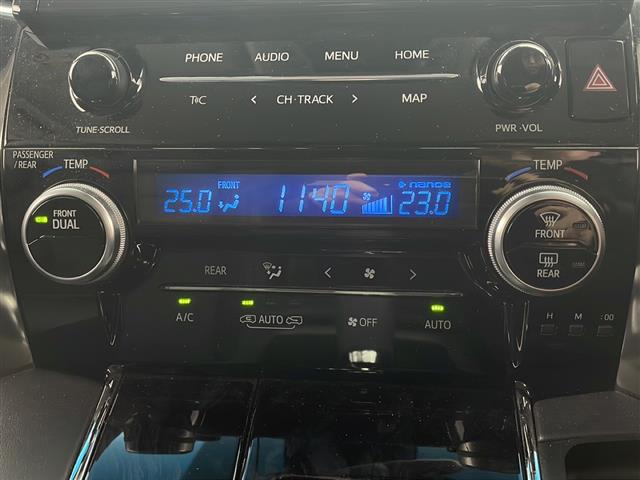 PHONE AUDIO MENU HOME
T CH·TRACK MAP
TUNE·SCROLL PWR·VOL
PASSENGER
/REAR
TEMP TEMP
25.0 FRONT 11:40 nanoe 23.0
FRONT
DUAL
FRONT
REAR
REAR
A/C AUTO OFF AUTO
H M :00